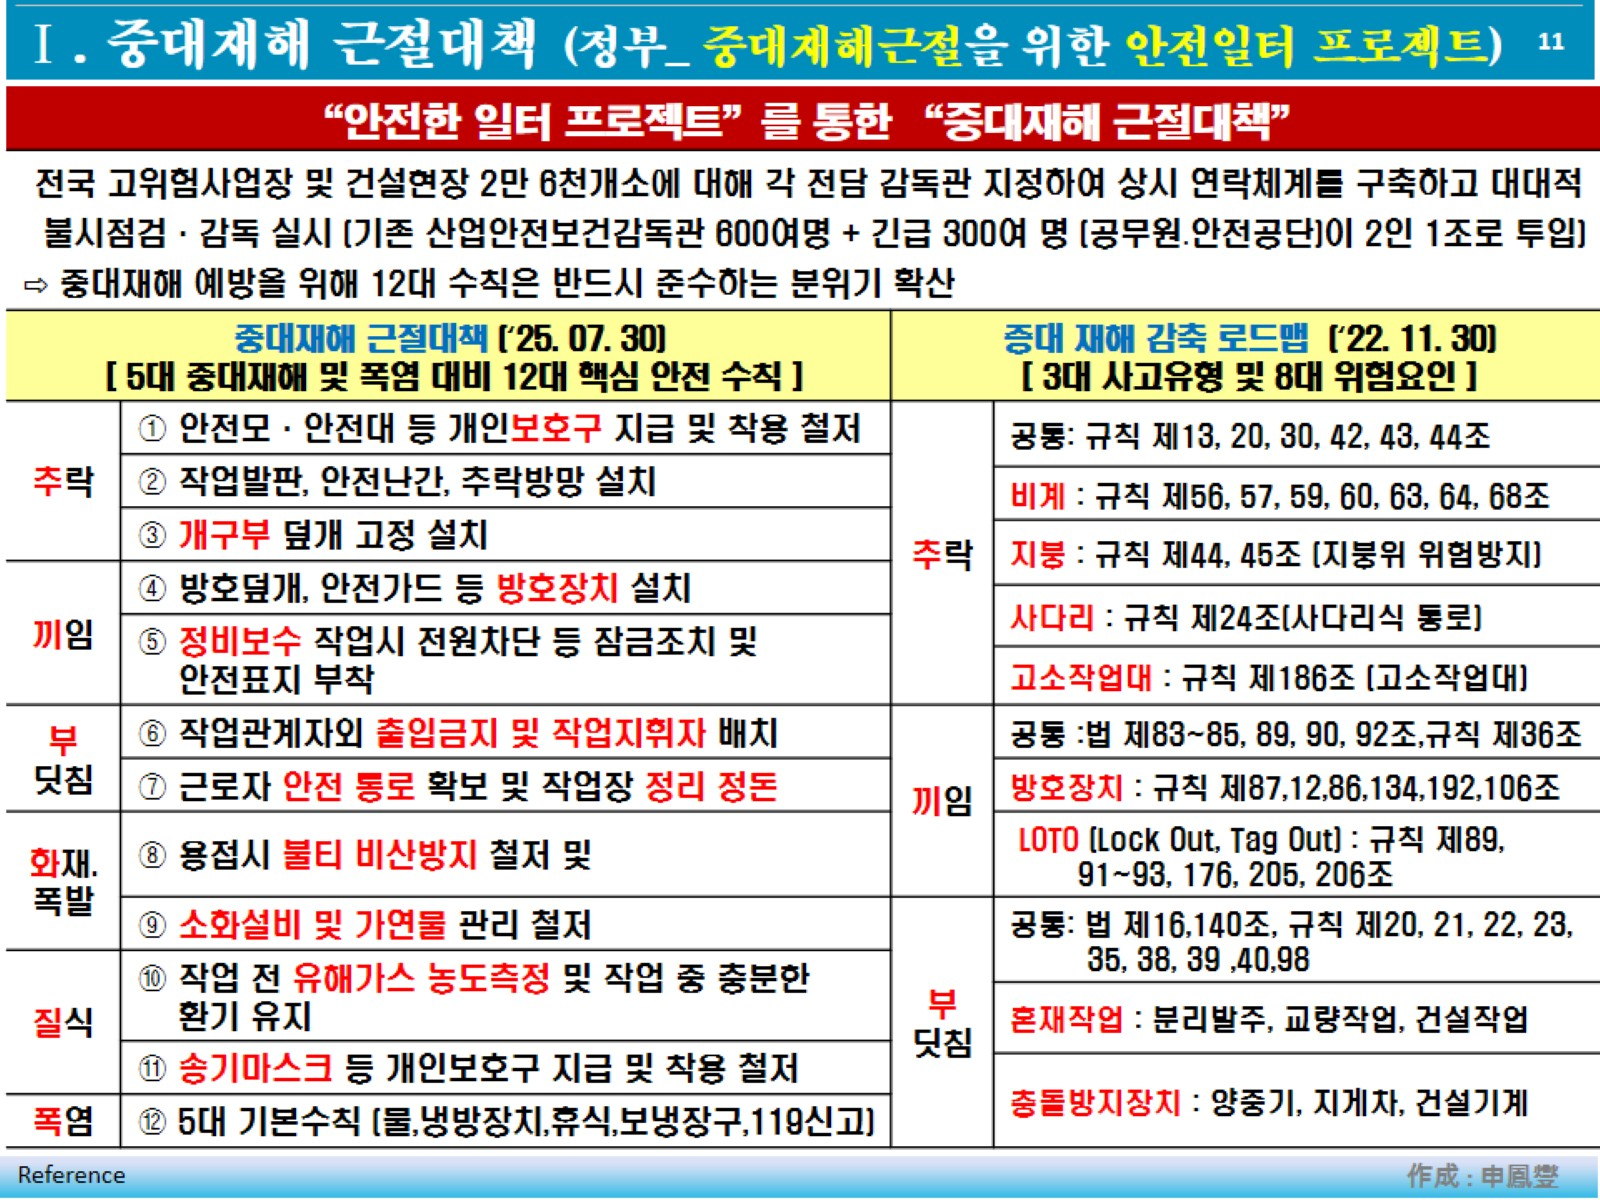 Ⅰ. 중대재해 근절대책 (정부_ 중대재해근절을 위한 안전일터 프로젝트) 11
“안전한 일터 프로젝트” 를 통한 “중대재해 근절대책”
전국 고위험사업장 및 건설현장 2만 6천개소에 대해 각 전담 감독관 지정하여 상시 연락체계를 구축하고 대대적
불시점검 · 감독 실시 (기존 산업안전보건감독관 600여명 + 긴급 300여 명 (공무원.안전공단)이 2인 1조로 투입)
⇨ 중대재해 예방을 위해 12대 수칙은 반드시 준수하는 분위기 확산
중대재해 근절대책 (‘25. 07. 30)
[ 5대 중대재해 및 폭염 대비 12대 핵심 안전 수칙 ]
추락
① 안전모 · 안전대 등 개인보호구 지급 및 착용 철저
② 작업발판, 안전난간, 추락방망 설치
③ 개구부 덮개 고정 설치
끼임
④ 방호덮개, 안전가드 등 방호장치 설치
⑤ 정비보수 작업시 전원차단 등 잠금조치 및
안전표지 부착
부
딧침
⑥ 작업관계자외 출입금지 및 작업지휘자 배치
⑦ 근로자 안전 통로 확보 및 작업장 정리 정돈
화재.
폭발
⑧ 용접시 불티 비산방지 철저 및
⑨ 소화설비 및 가연물 관리 철저
질식
⑩ 작업 전 유해가스 농도측정 및 작업 중 충분한
환기 유지
⑪ 송기마스크 등 개인보호구 지급 및 착용 철저
폭염
⑫ 5대 기본수칙 (물,냉방장치,휴식,보냉장구,119신고)
증대 재해 감축 로드맵 (‘22. 11. 30)
[ 3대 사고유형 및 8대 위험요인 ]
추락
공통: 규칙 제13, 20, 30, 42, 43, 44조
비계 : 규칙 제56, 57, 59, 60, 63, 64, 68조
지붕 : 규칙 제44, 45조 (지붕위 위험방지)
사다리 : 규칙 제24조(사다리식 통로)
고소작업대 : 규칙 제186조 (고소작업대)
끼임
공통 :법 제83~85, 89, 90, 92조,규칙 제36조
방호장치 : 규칙 제87,12,86,134,192,106조
LOTO (Lock Out, Tag Out) : 규칙 제89,
91~93, 176, 205, 206조
부
딧침
공통: 법 제16,140조, 규칙 제20, 21, 22, 23,
35, 38, 39 ,40,98
혼재작업 : 분리발주, 교량작업, 건설작업
충돌방지장치 : 양중기, 지게차, 건설기계
Reference
作成 : 申鳳燮